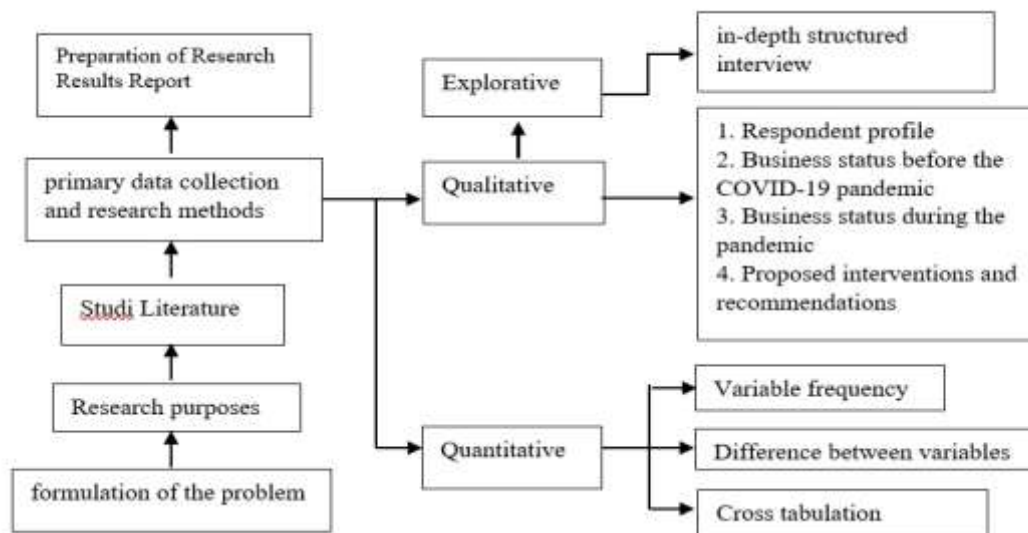 Preparation of Research
Results Report
primary data collection
and research methods
Studi Literature
Research purposes
formulation of the problem
Explorative
Qualitative
Quantitative
in-depth structured
interview
1. Respondent profile
2. Business status before the
COVID-19 pandemic
3. Business status during the
pandemic
4. Proposed interventions and
recommendations
Variable frequency
Difference between variables
Cross tabulation